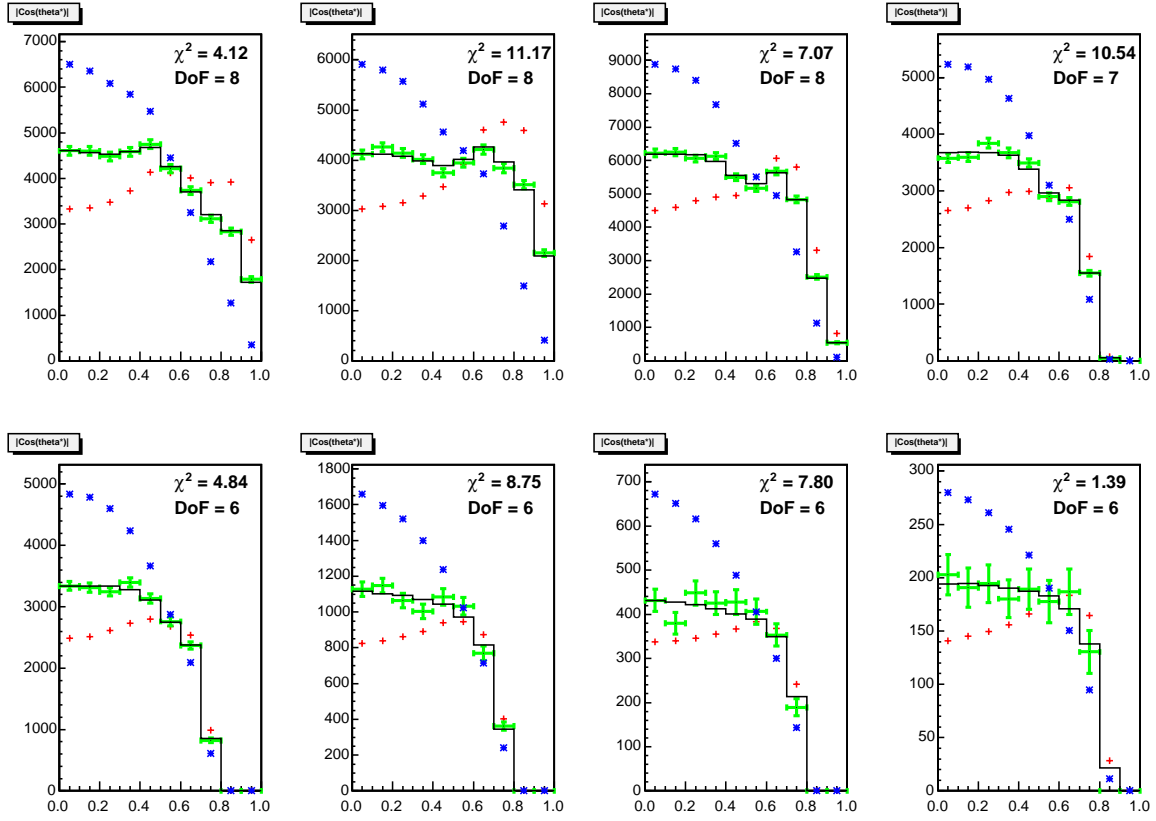 |Cos(theta*)|
χ² = 4.12
DoF = 8
7000
6000
5000
4000
3000
2000
1000
0
0.0 0.2 0.4 0.6 0.8 1.0
|Cos(theta*)|
χ² = 11.17
DoF = 8
6000
5000
4000
3000
2000
1000
0
0.0 0.2 0.4 0.6 0.8 1.0
|Cos(theta*)|
χ² = 7.07
DoF = 8
9000
8000
7000
6000
5000
4000
3000
2000
1000
0
0.0 0.2 0.4 0.6 0.8 1.0
|Cos(theta*)|
χ² = 10.54
DoF = 7
5000
4000
3000
2000
1000
0
0.0 0.2 0.4 0.6 0.8 1.0
|Cos(theta*)|
χ² = 4.84
DoF = 6
5000
4000
3000
2000
1000
0
0.0 0.2 0.4 0.6 0.8 1.0
|Cos(theta*)|
χ² = 8.75
DoF = 6
1800
1600
1400
1200
1000
800
600
400
200
0
0.0 0.2 0.4 0.6 0.8 1.0
|Cos(theta*)|
χ² = 7.80
DoF = 6
700
600
500
400
300
200
100
0
0.0 0.2 0.4 0.6 0.8 1.0
|Cos(theta*)|
χ² = 1.39
DoF = 6
300
250
200
150
100
50
0
0.0 0.2 0.4 0.6 0.8 1.0